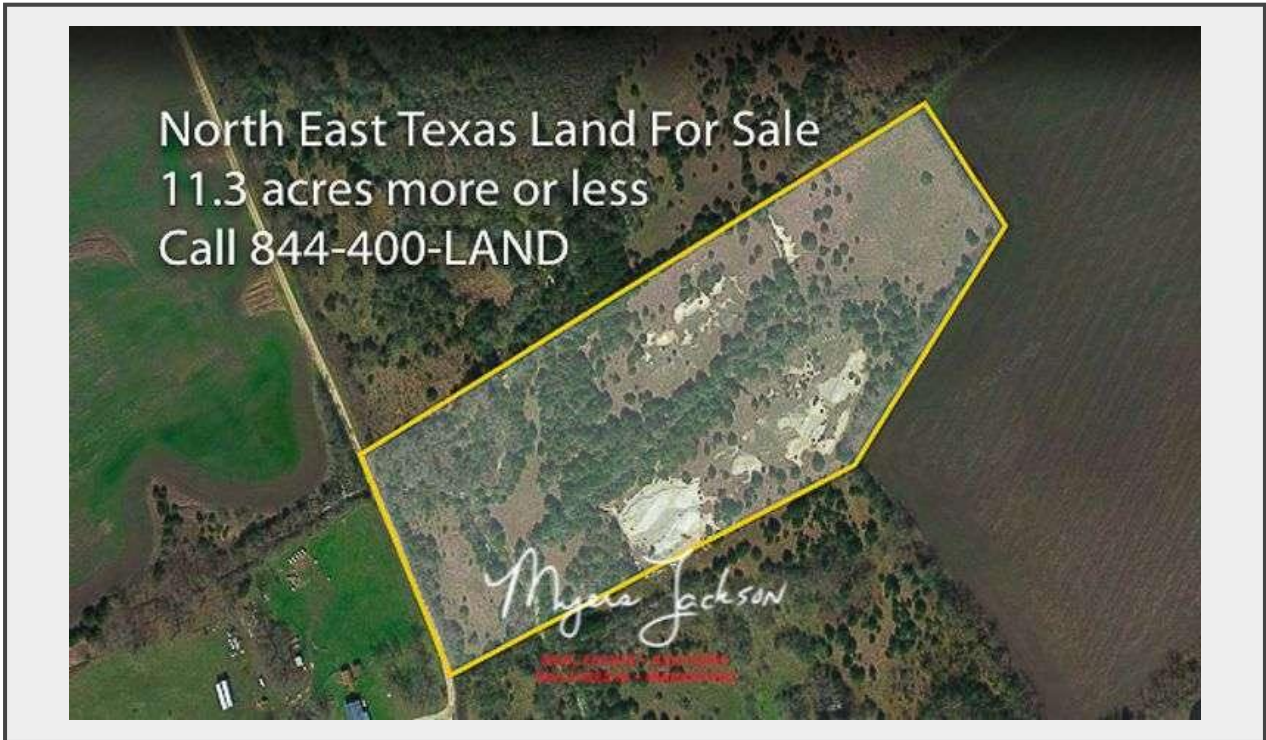 North East Texas Land For Sale
11.3 acres more or less
Call 844-400-LAND
Myers Jackson